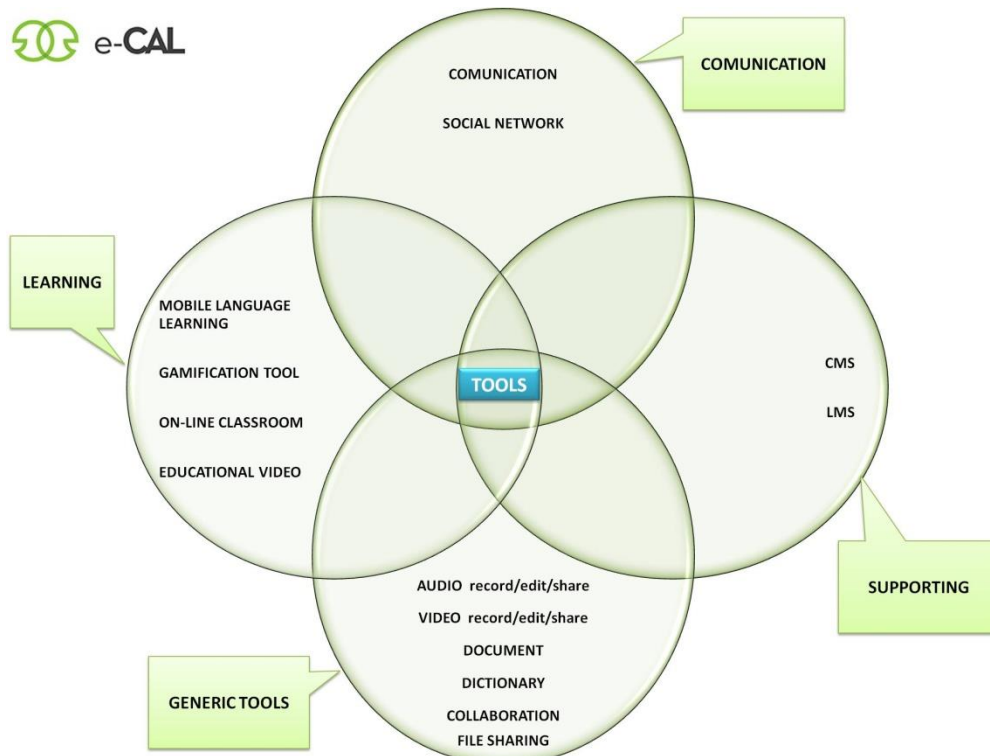 e-CAL
COMUNICATION
SOCIAL NETWORK
COMUNICATION
LEARNING
MOBILE LANGUAGE
LEARNING
GAMIFICATION TOOL
ON-LINE CLASSROOM
EDUCATIONAL VIDEO
TOOLS
CMS
LMS
SUPPORTING
AUDIO record/edit/share
VIDEO record/edit/share
DOCUMENT
DICTIONARY
COLLABORATION
FILE SHARING
GENERIC TOOLS